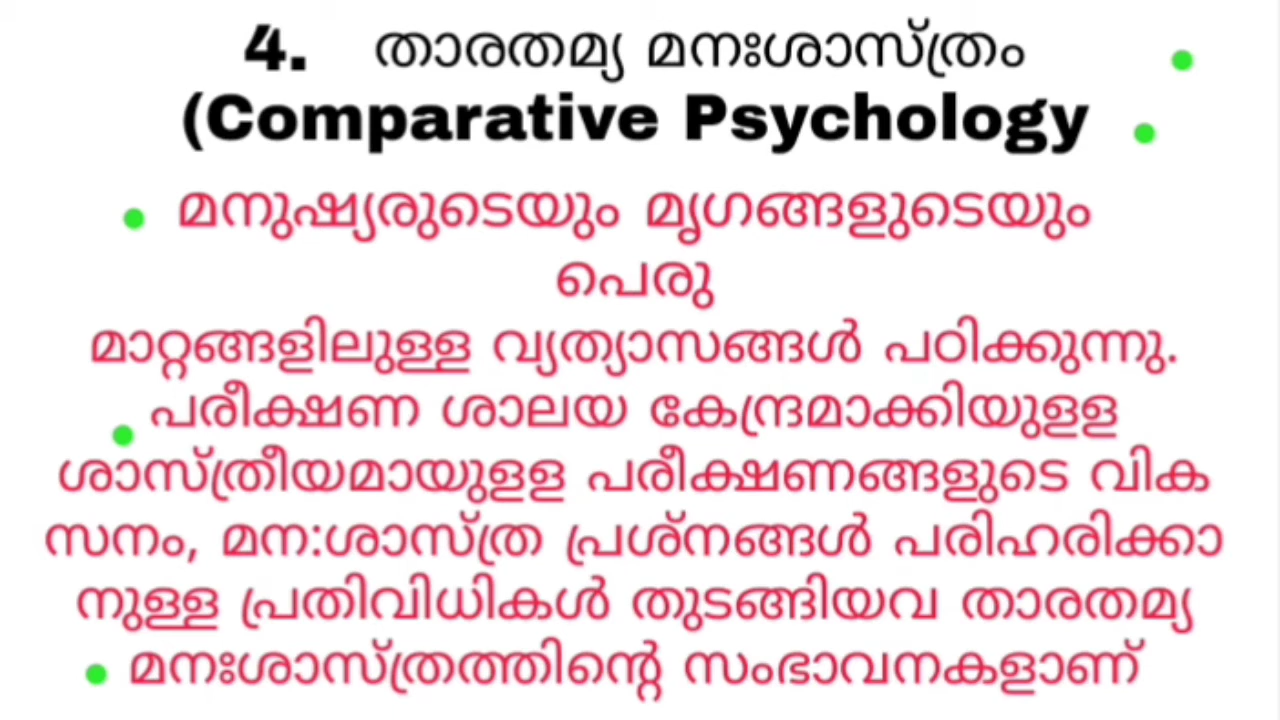 4. താരതമ്യ മനഃശാസ്ത്രം
(Comparative Psychology
മനുഷ്യരുടെയും മൃഗങ്ങളുടെയും
പെരു
മാറ്റങ്ങളിലുള്ള വ്യത്യാസങ്ങൾ പഠിക്കുന്നു.
പരീക്ഷണ ശാലയ കേന്ദ്രമാക്കിയുളള
ശാസ്ത്രീയമായുളള പരീക്ഷണങ്ങളുടെ വിക
സനം, മന:ശാസ്ത്ര പ്രശ്നങ്ങൾ പരിഹരിക്കാ
നുള്ള പ്രതിവിധികൾ തുടങ്ങിയവ താരതമ്യ
മനഃശാസ്ത്രത്തിന്റെ സംഭാവനകളാണ്